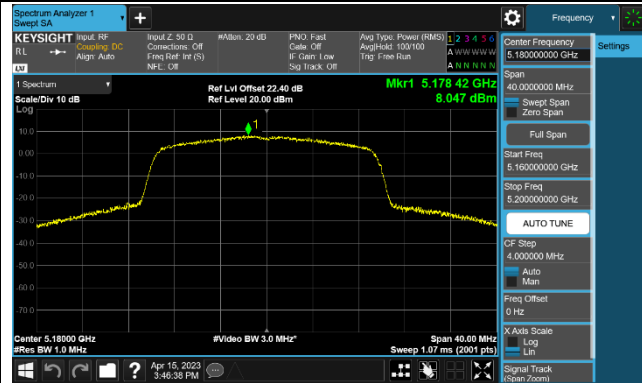 Spectrum Analyzer 1
Swept SA
+
Frequency
KEYSIGHT
RL
LXI
Input: RF
Coupling: DC
Align: Auto
Input Z: 50 Ω
Corrections: Off
Freq Ref: Int (S)
NFE: Off
#Atten: 20 dB
PNO: Fast
Gate: Off
IF Gain: Low
Sig Track: Off
Avg Type: Power (RMS)
Avg|Hold: 100/100
Trig: Free Run
1 2 3 4 5 6
A W W W W W
A N N N N N
1 Spectrum
Scale/Div 10 dB
Log
Ref Lvl Offset 22.40 dB
Ref Level 20.00 dBm
Mkr1 5.178 42 GHz
8.047 dBm
1
10.0
0.00
-10.0
-20.0
-30.0
-40.0
-50.0
-60.0
-70.0
Center 5.18000 GHz
#Res BW 1.0 MHz
#Video BW 3.0 MHz*
Span 40.00 MHz
Sweep 1.07 ms (2001 pts)
Center Frequency
5.180000000 GHz
Span
40.0000000 MHz
Swept Span
Zero Span
Full Span
Start Freq
5.160000000 GHz
Stop Freq
5.200000000 GHz
AUTO TUNE
CF Step
4.000000 MHz
Auto
Man
Freq Offset
0 Hz
X Axis Scale
Log
Lin
Signal Track
(Span Zoom)
Settings
?
Apr 15, 2023
3:46:38 PM